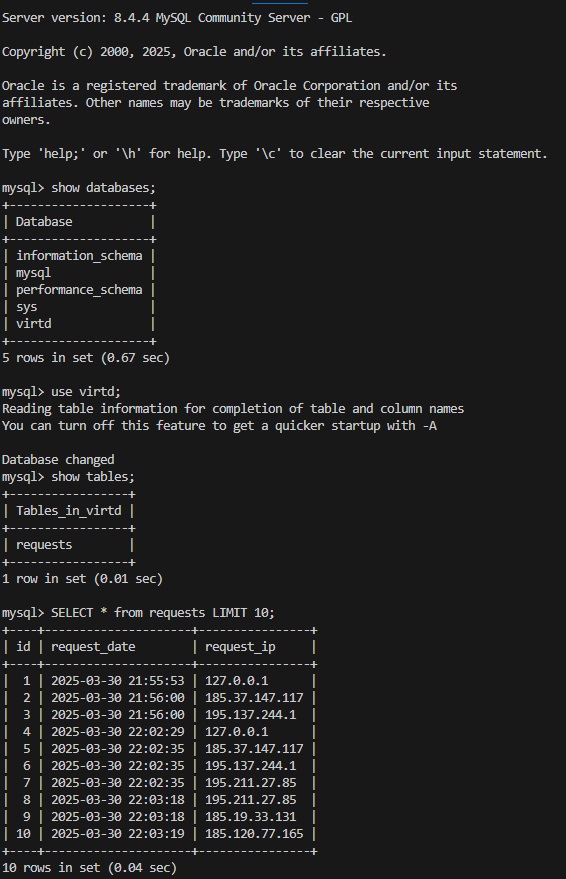 Server version: 8.4.4 MySQL Community Server - GPL
Copyright (c) 2000, 2025, Oracle and/or its affiliates.
Oracle is a registered trademark of Oracle Corporation and/or its
affiliates. Other names may be trademarks of their respective
owners.
Type 'help;' or '\h' for help. Type '\c' to clear the current input statement.
mysql> show databases;
+--------------------+
| Database           |
+--------------------+
| information_schema |
| mysql              |
| performance_schema |
| sys                |
| virtd              |
+--------------------+
5 rows in set (0.67 sec)
mysql> use virtd;
Reading table information for completion of table and column names
You can turn off this feature to get a quicker startup with -A
Database changed
mysql> show tables;
+-----------------+
| Tables_in_virtd |
+-----------------+
| requests        |
+-----------------+
1 row in set (0.01 sec)
mysql> SELECT * from requests LIMIT 10;
+----+---------------------+----------------+
| id | request_date        | request_ip     |
+----+---------------------+----------------+
|  1 | 2025-03-30 21:55:53 | 127.0.0.1      |
|  2 | 2025-03-30 21:56:00 | 185.37.147.117 |
|  3 | 2025-03-30 21:56:00 | 195.137.244.1  |
|  4 | 2025-03-30 22:02:29 | 127.0.0.1      |
|  5 | 2025-03-30 22:02:35 | 185.37.147.117 |
|  6 | 2025-03-30 22:02:35 | 195.137.244.1  |
|  7 | 2025-03-30 22:02:35 | 195.211.27.85  |
|  8 | 2025-03-30 22:03:18 | 195.211.27.85  |
|  9 | 2025-03-30 22:03:18 | 185.19.33.131  |
| 10 | 2025-03-30 22:03:19 | 185.120.77.165 |
+----+---------------------+----------------+
10 rows in set (0.04 sec)